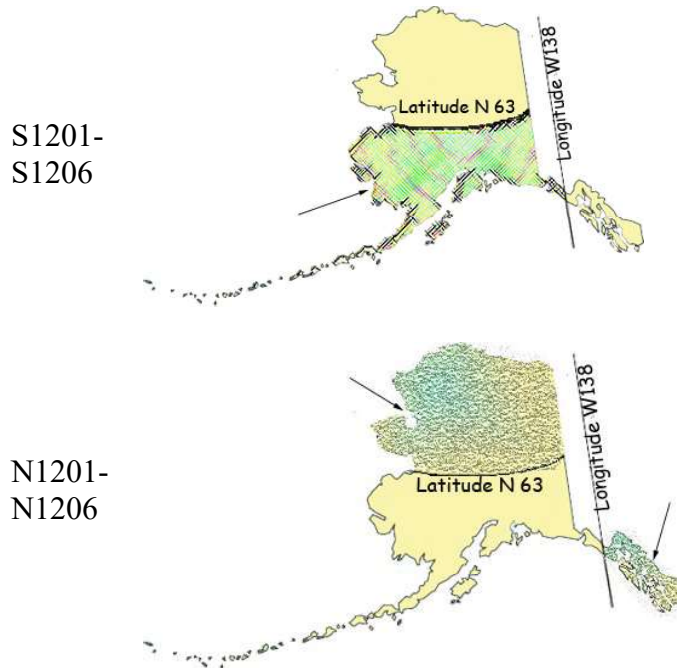 Latitude N 63
Longitude W138
S1201-
S1206
Latitude N 63
Longitude W138
N1201-
N1206